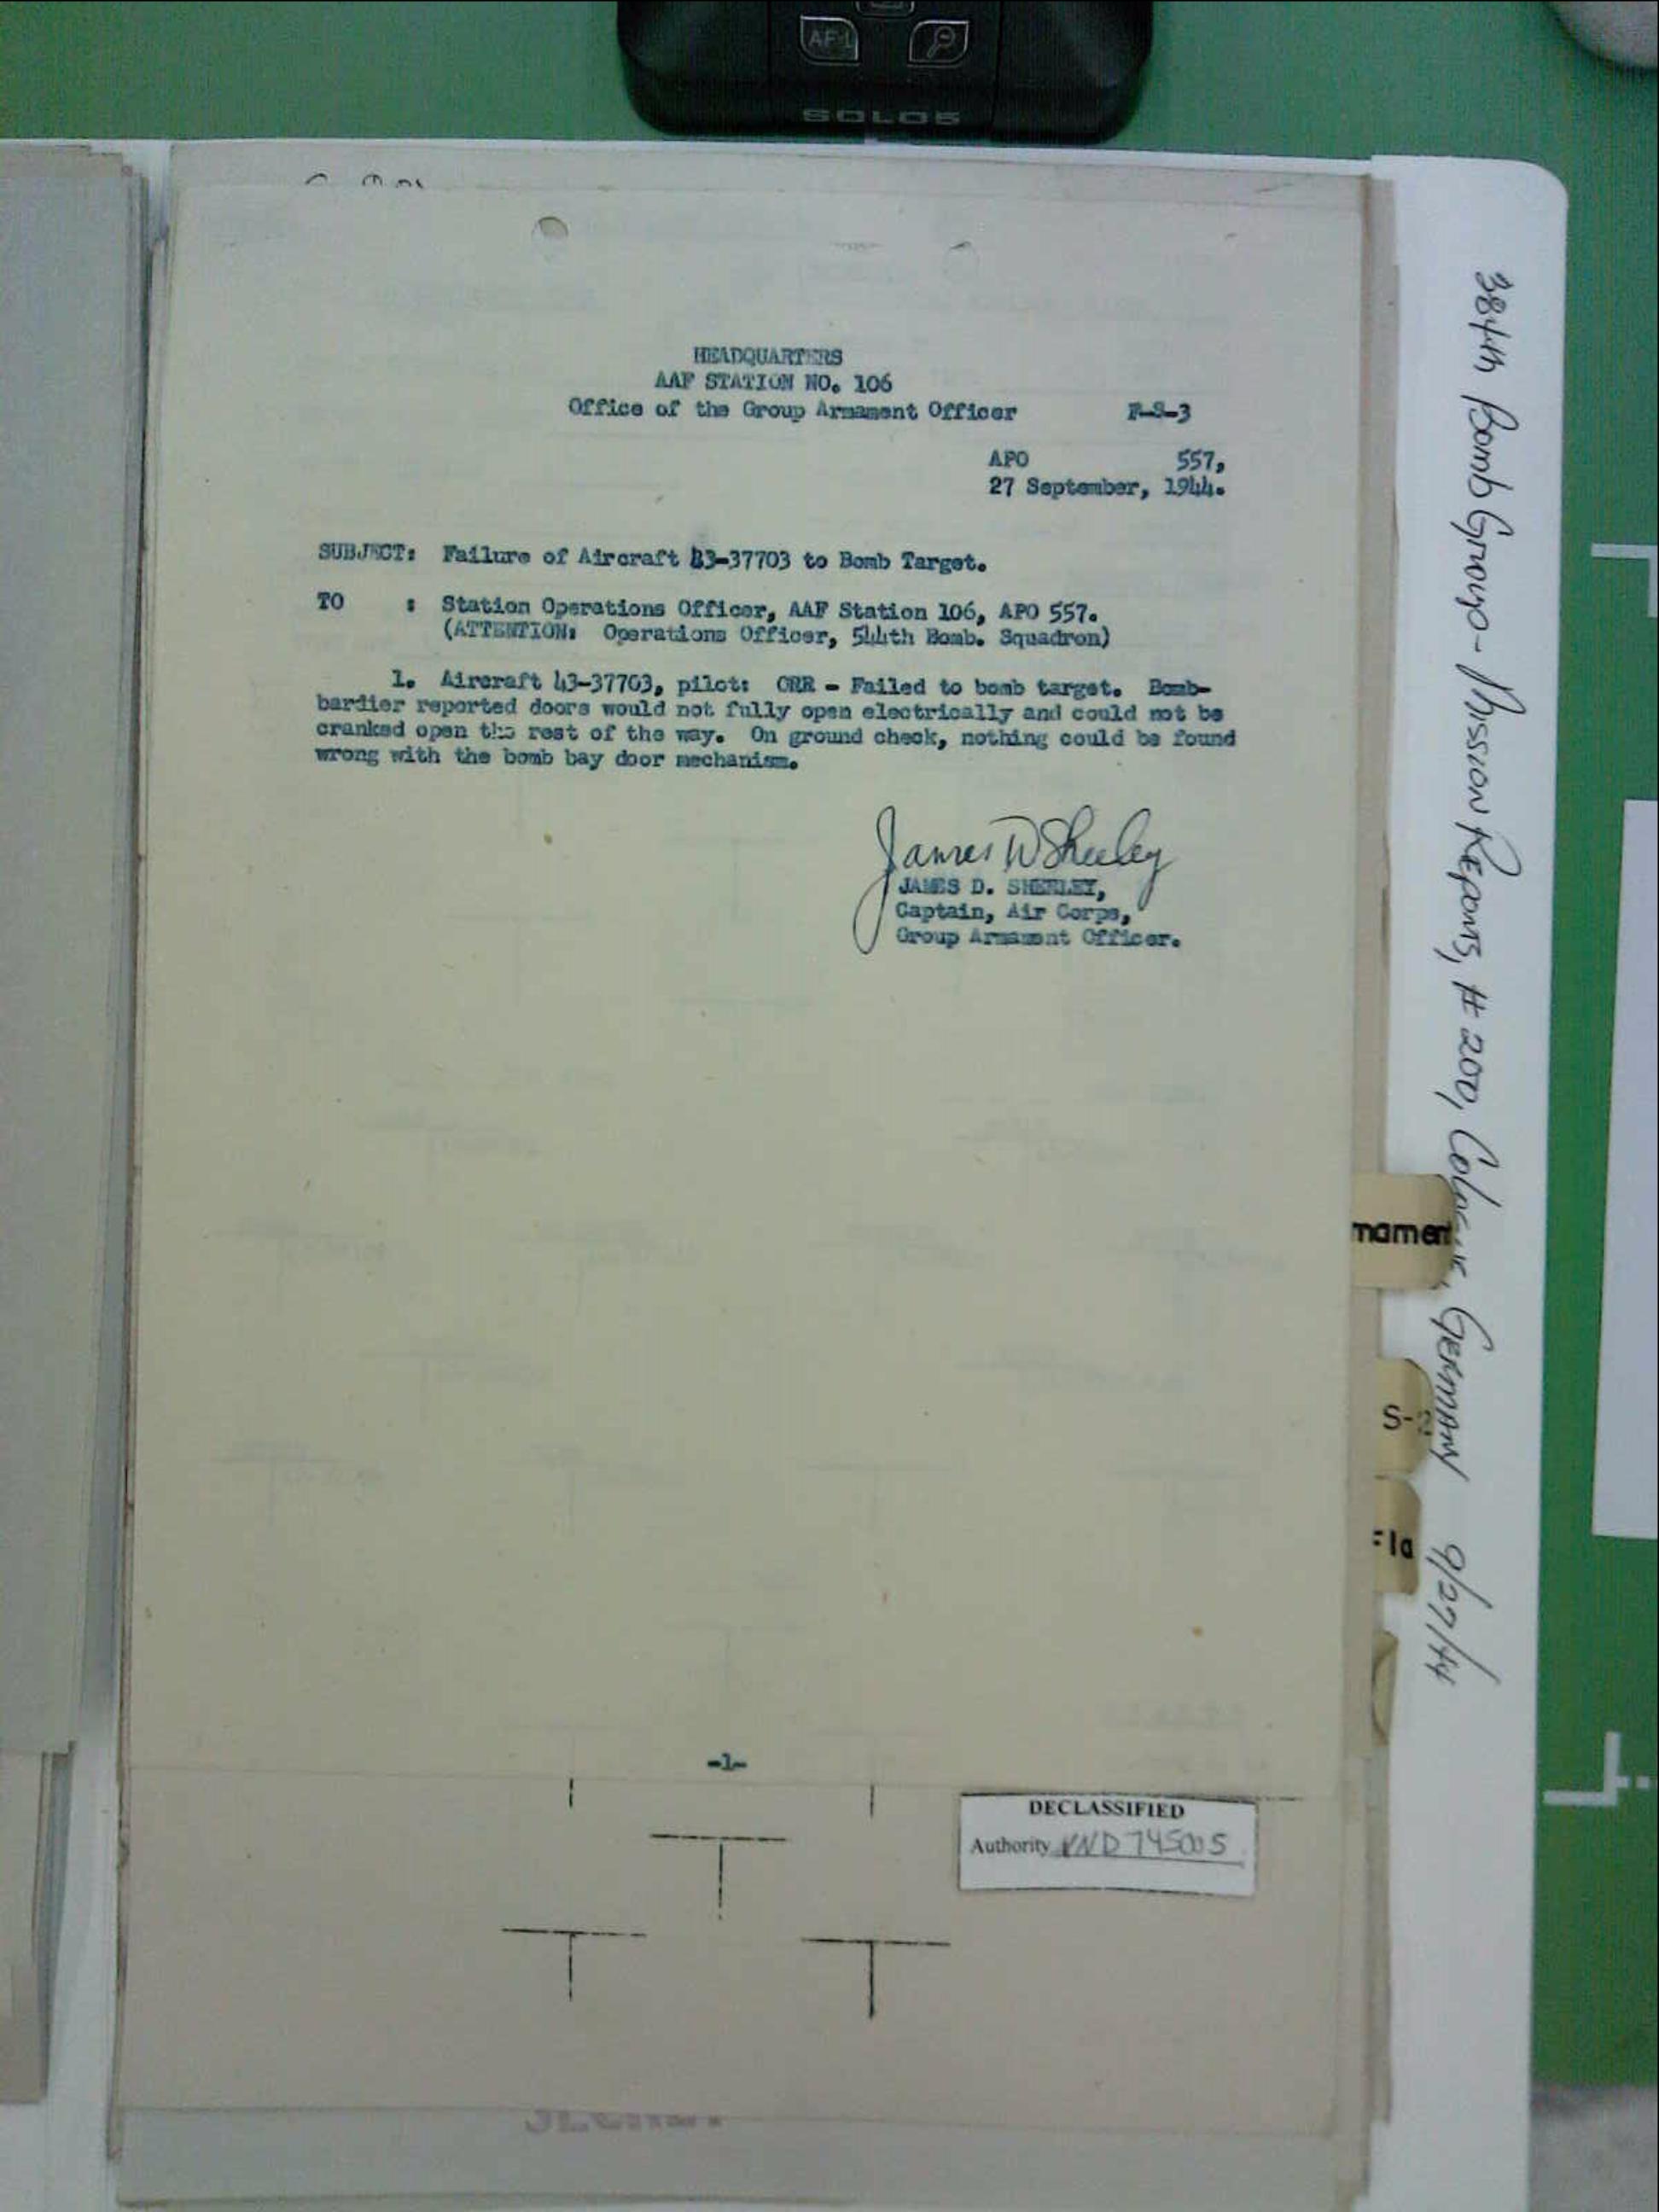 AF-L
SOLO8
HEADQUARTERS
AAF STATION NO. 106
Office of the Group Armament Officer F-S-3
APO 557,
27 September, 1944.
SUBJECT: Failure of Aircraft 43-37703 to Bomb Target.
TO : Station Operations Officer, AAF Station 106, APO 557.
(ATTENTION: Operations Officer, 544th Bomb. Squadron)
1. Aircraft 43-37703, pilot: ORR - Failed to bomb target. Bomb-
bardier reported doors would not fully open electrically and could not be
cranked open the rest of the way. On ground check, nothing could be found
wrong with the bomb bay door mechanism.
James D Sheeley
JAMES D. SHEELEY,
Captain, Air Corps,
Group Armament Officer.
-1-
DECLASSIFIED
Authority NND 745005
384th Bomb Group - Mission Reports, # 200, Cologne, GERMANY 9/27/44
mamen
S-2
Fla